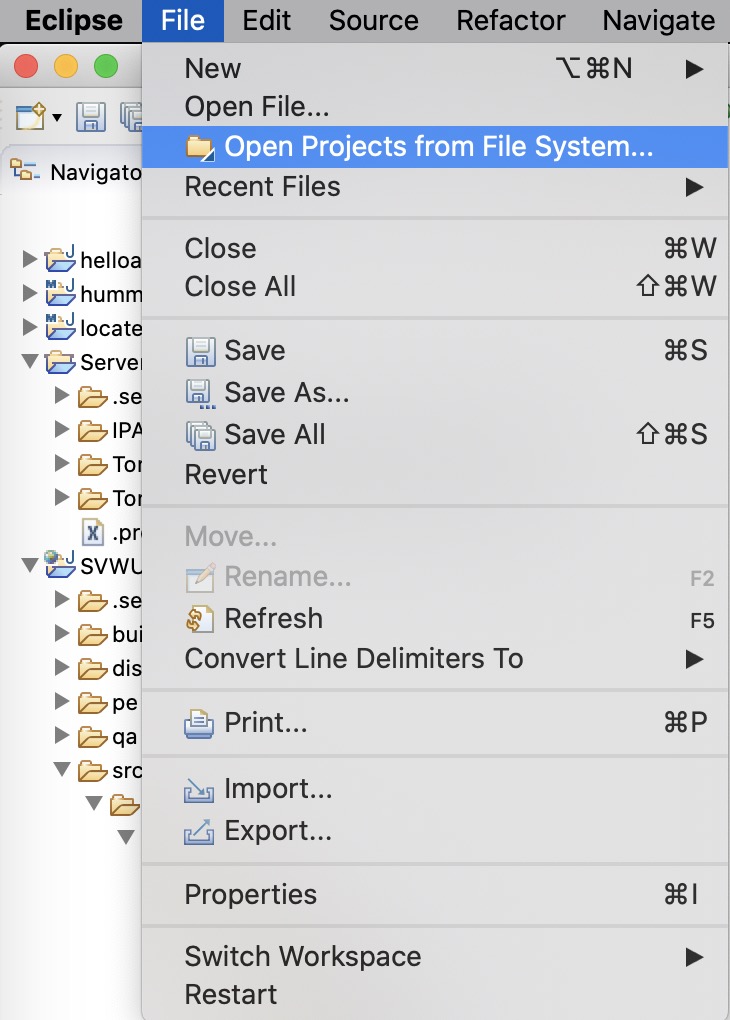 Eclipse File Edit Source Refactor Navigate
New ⌥⌘N ▶
Open File...
Open Projects from File System...
Navigato
Recent Files ▶
Close ⌘W
helloa
Close All ⇧⌘W
humm
locate
Save ⌘S
Server
Save As...
.se
Save All ⇧⌘S
IPA
Tor
Revert
Tor
.pr
Move...
SVWU
Rename... F2
.se
Refresh F5
bui
Convert Line Delimiters To ▶
dis
pe
Print... ⌘P
qa
src
Import...
Export...
Properties ⌘I
Switch Workspace ▶
Restart